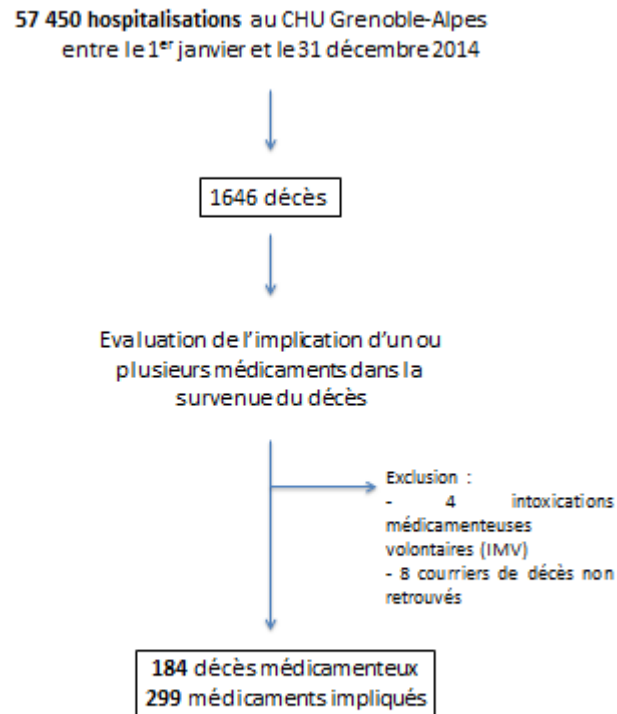 57 450 hospitalisations au CHU Grenoble-Alpes
entre le 1er janvier et le 31 décembre 2014
1646 décès
Evaluation de l'implication d'un ou
plusieurs médicaments dans la
survenue du décès
Exclusion :
- 4 intoxications
médicamenteuses
volontaires (IMV)
- 8 courriers de décès non
retrouvés
184 décès médicamenteux
299 médicaments impliqués